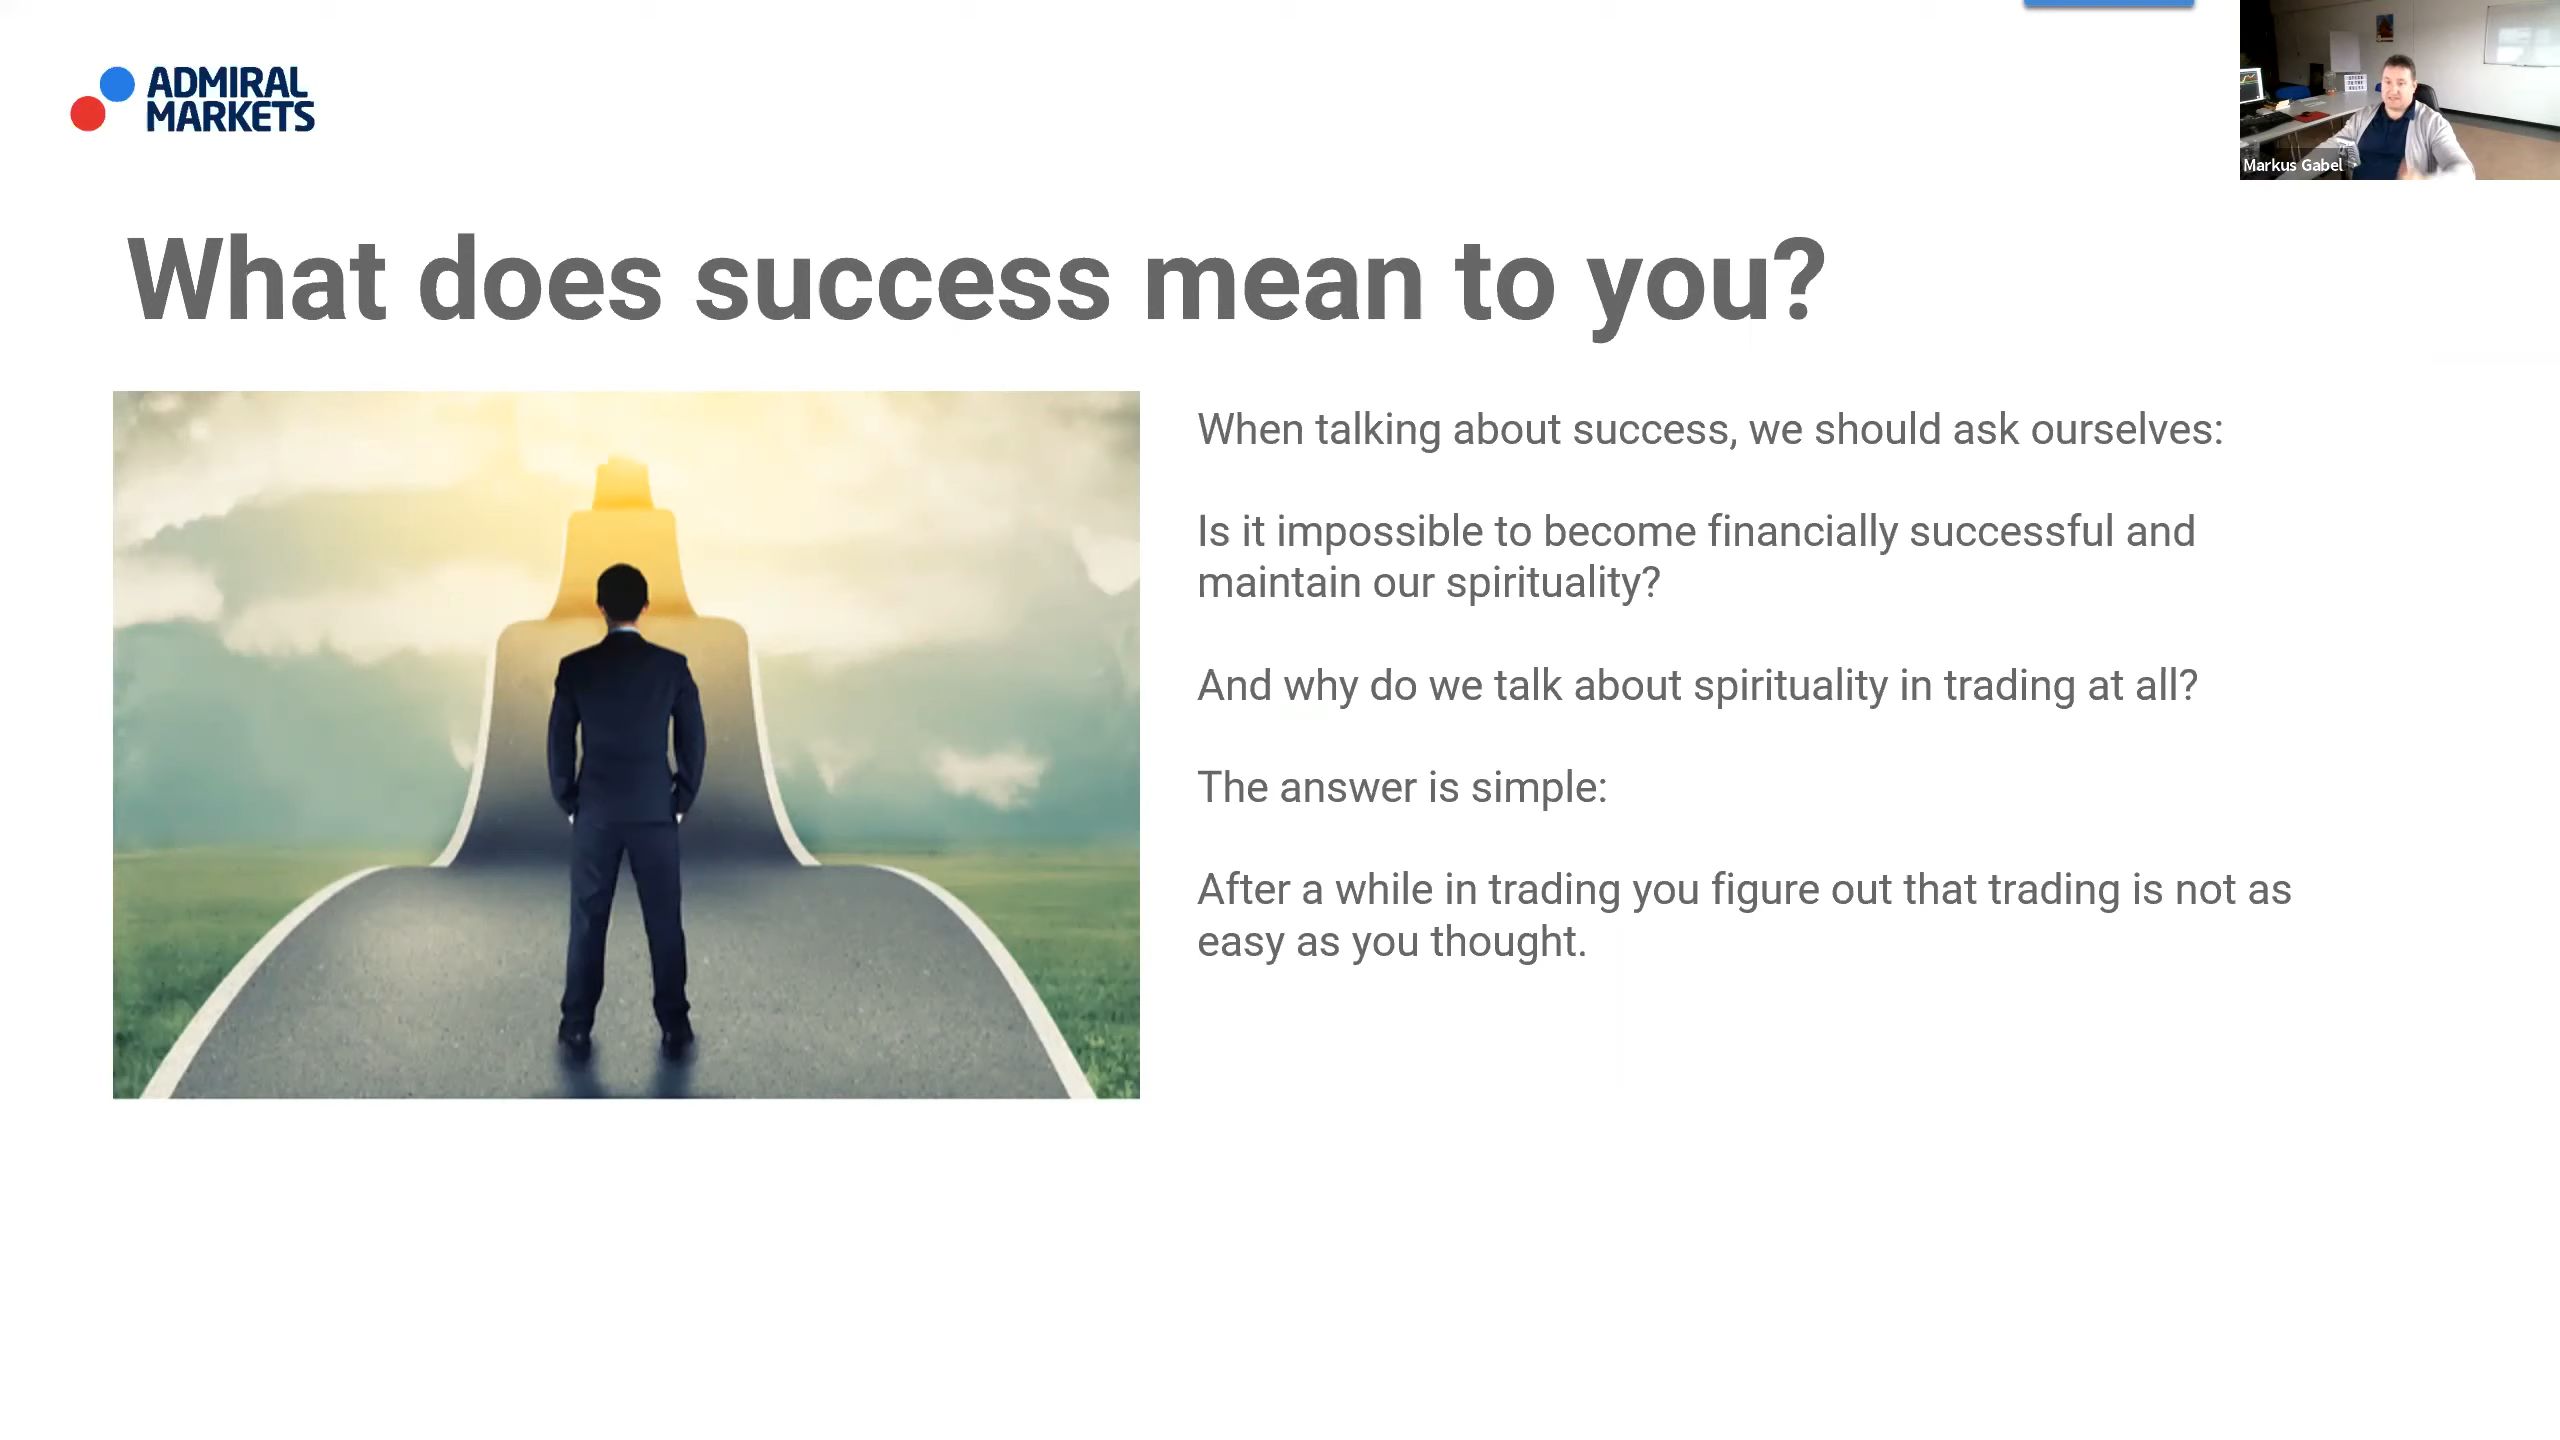 ADMIRAL
MARKETS
Markus Gabel
What does success mean to you?
When talking about success, we should ask ourselves:
Is it impossible to become financially successful and
maintain our spirituality?
And why do we talk about spirituality in trading at all?
The answer is simple:
After a while in trading you figure out that trading is not as
easy as you thought.